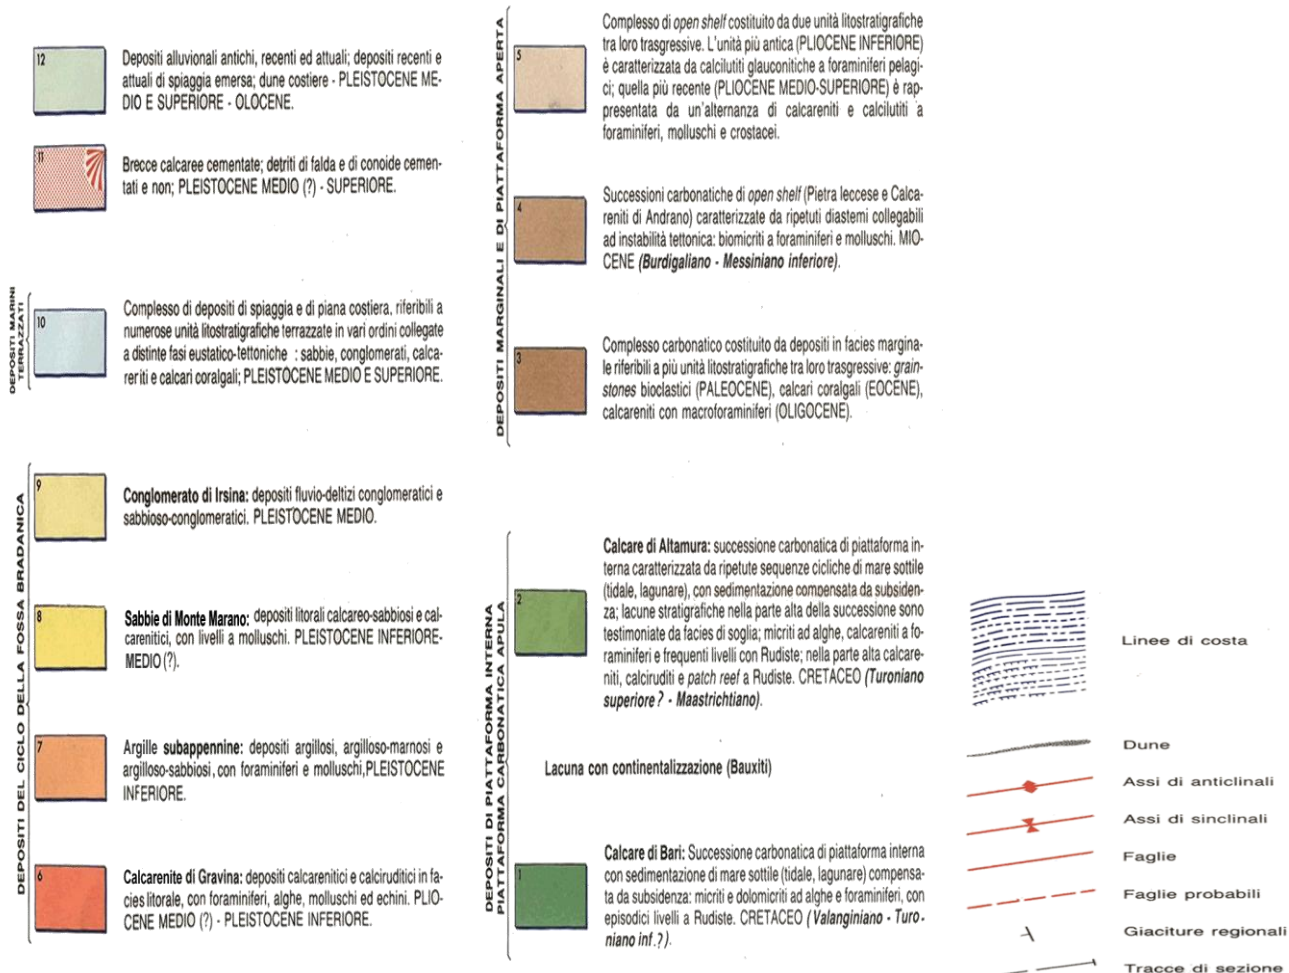 12
Depositi alluvionali antichi, recenti ed attuali; depositi recenti e
attuali di spiaggia emersa; dune costiere - PLEISTOCENE ME-
DIO E SUPERIORE - OLOCENE.
11
Brecce calcaree cementate; detriti di falda e di conoide cemen-
tati e non; PLEISTOCENE MEDIO (?) - SUPERIORE.
DEPOSITI MARINI
TERRAZZATI
10
Complesso di depositi di spiaggia e di piana costiera, riferibili a
numerose unità litostratigrafiche terrazzate in vari ordini collegate
a distinte fasi eustatico-tettoniche : sabbie, conglomerati, calca-
reriti e calcari coralgali; PLEISTOCENE MEDIO E SUPERIORE.
DEPOSITI DEL CICLO DELLA FOSSA BRADANICA
9
Conglomerato di Irsina: depositi fluvio-deltizi conglomeratici e
sabbioso-conglomeratici. PLEISTOCENE MEDIO.
8
Sabbie di Monte Marano: depositi litorali calcareo-sabbiosi e cal-
carenitici, con livelli a molluschi. PLEISTOCENE INFERIORE-
MEDIO (?).
7
Argille subappennine: depositi argillosi, argilloso-marnosi e
argilloso-sabbiosi, con foraminiferi e molluschi, PLEISTOCENE
INFERIORE.
6
Calcarenite di Gravina: depositi calcarenitici e calciruditici in fa-
cies litorale, con foraminiferi, alghe, molluschi ed echini. PLIO-
CENE MEDIO (?) - PLEISTOCENE INFERIORE.
DEPOSITI MARGINALI E DI PIATTAFORMA APERTA
5
Complesso di open shelf costituito da due unità litostratigrafiche
tra loro trasgressive. L'unità più antica (PLIOCENE INFERIORE)
è caratterizzata da calcilutiti glauconitiche a foraminiferi pelagi-
ci; quella più recente (PLIOCENE MEDIO-SUPERIORE) è rap-
presentata da un'alternanza di calcareniti e calcilutiti a
foraminiferi, molluschi e crostacei.
4
Successioni carbonatiche di open shelf (Pietra leccese e Calca-
reniti di Andrano) caratterizzate da ripetuti diastemi collegabili
ad instabilità tettonica: biomicriti a foraminiferi e molluschi. MIO-
CENE (Burdigaliano - Messiniano inferiore).
3
Complesso carbonatico costituito da depositi in facies margina-
le riferibili a più unità litostratigrafiche tra loro trasgressive: grain-
stones bioclastici (PALEOCENE), calcari coralgali (EOCENE),
calcareniti con macroforaminiferi (OLIGOCENE).
DEPOSITI DI PIATTAFORMA INTERNA
PIATTAFORMA CARBONATICA APULA
2
Calcare di Altamura: successione carbonatica di piattaforma in-
terna caratterizzata da ripetute sequenze cicliche di mare sottile
(tidale, lagunare), con sedimentazione compensata da subsiden-
za; lacune stratigrafiche nella parte alta della successione sono
testimoniate da facies di soglia; micriti ad alghe, calcareniti a fo-
raminiferi e frequenti livelli con Rudiste; nella parte alta calcare-
niti, calciruditi e patch reef a Rudiste. CRETACEO (Turoniano
superiore? - Maastrichtiano).
Lacuna con continentalizzazione (Bauxiti)
1
Calcare di Bari: Successione carbonatica di piattaforma interna
con sedimentazione di mare sottile (tidale, lagunare) compensa-
ta da subsidenza: micriti e dolomicriti ad alghe e foraminiferi, con
episodici livelli a Rudiste. CRETACEO (Valanginiano - Turo-
niano inf.?).
Linee di costa
Dune
Assi di anticlinali
Assi di sinclinali
Faglie
Faglie probabili
Giaciture regionali
Tracce di sezione